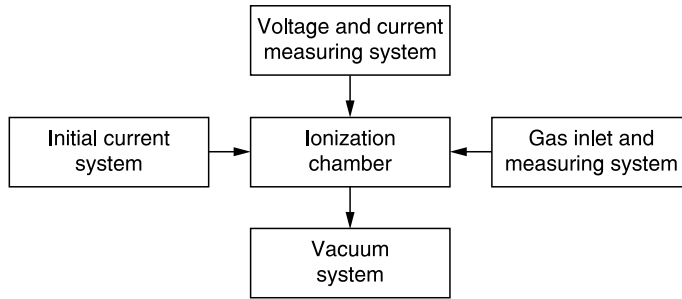 Voltage and current
measuring system
Initial current
system
Ionization
chamber
Gas inlet and
measuring system
Vacuum
system